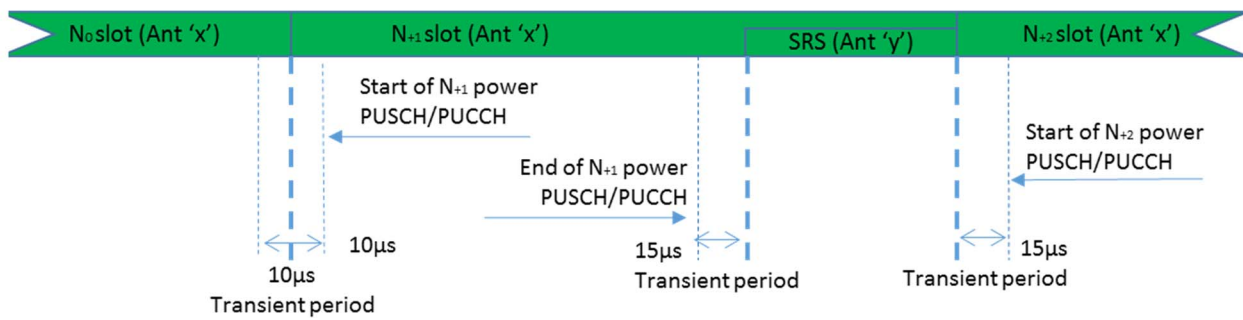 N₀ slot (Ant ‘x’)
N₊₁ slot (Ant ‘x’)
SRS (Ant ‘y’)
N₊₂ slot (Ant ‘x’)
Start of N₊₁ power
PUSCH/PUCCH
Start of N₊₂ power
PUSCH/PUCCH
End of N₊₁ power
PUSCH/PUCCH
10µs
10µs
Transient period
15µs
Transient period
15µs
Transient period